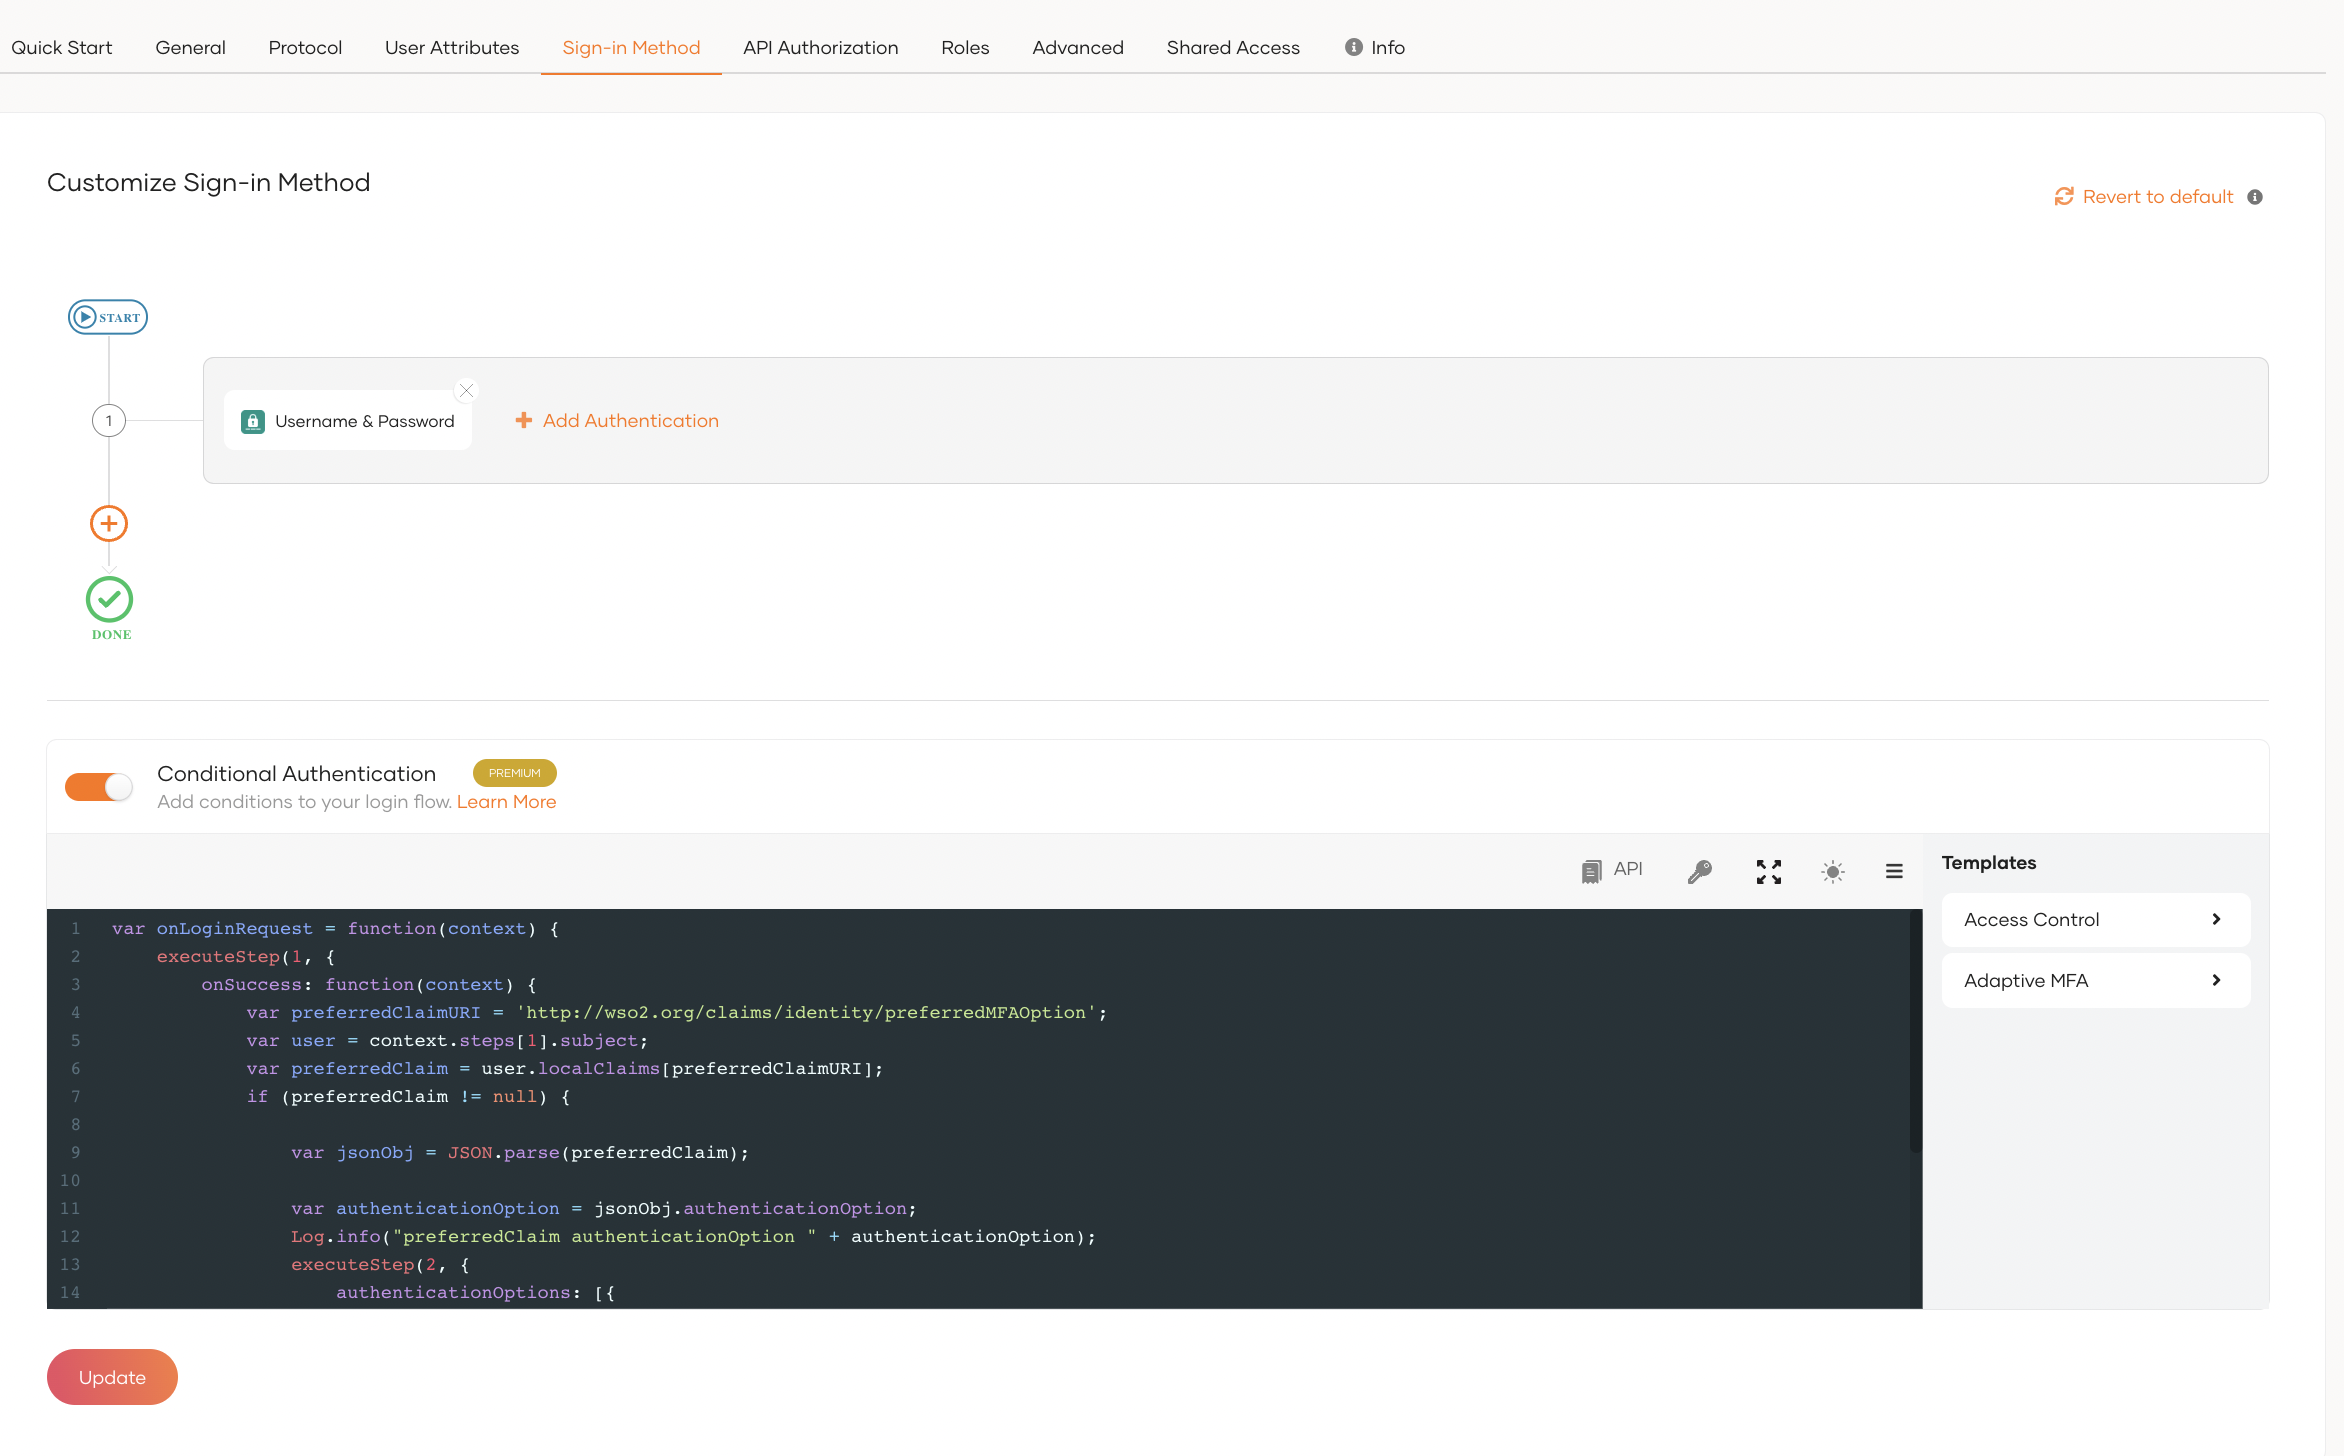 Quick Start General Protocol User Attributes Sign-in Method API Authorization Roles Advanced Shared Access Info
Customize Sign-in Method
Revert to default
START
1
Username & Password
Add Authentication
DONE
Conditional Authentication PREMIUM
Add conditions to your login flow. Learn More
API
Templates
Access Control
Adaptive MFA
1 var onLoginRequest = function(context) {
2 executeStep(1, {
3 onSuccess: function(context) {
4 var preferredClaimURI = 'http://wso2.org/claims/identity/preferredMFAOption';
5 var user = context.steps[1].subject;
6 var preferredClaim = user.localClaims[preferredClaimURI];
7 if (preferredClaim != null) {
8
9 var jsonObj = JSON.parse(preferredClaim);
10
11 var authenticationOption = jsonObj.authenticationOption;
12 Log.info("preferredClaim authenticationOption " + authenticationOption);
13 executeStep(2, {
14 authenticationOptions: [{
Update